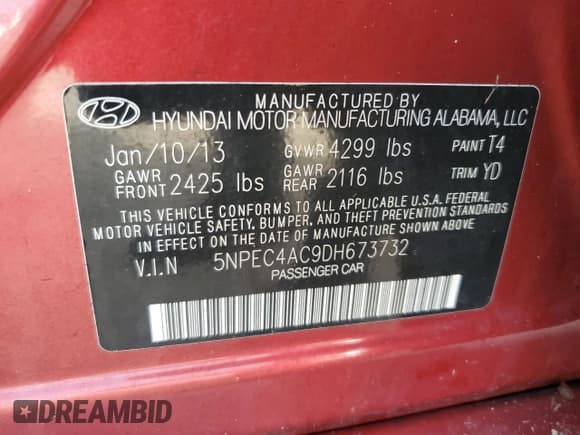 MANUFACTURED BY
HYUNDAI MOTOR MANUFACTURING ALABAMA, LLC
Jan/10/13 GVWR 4299 lbs PAINT T4
GAWR FRONT 2425 lbs GAWR REAR 2116 lbs TRIM YD
THIS VEHICLE CONFORMS TO ALL APPLICABLE U.S.A. FEDERAL
MOTOR VEHICLE SAFETY, BUMPER, AND THEFT PREVENTION STANDARDS
IN EFFECT ON THE DATE OF MANUFACTURE SHOWN ABOVE.
V.I.N 5NPEC4AC9DH673732
PASSENGER CAR
DREAMBID